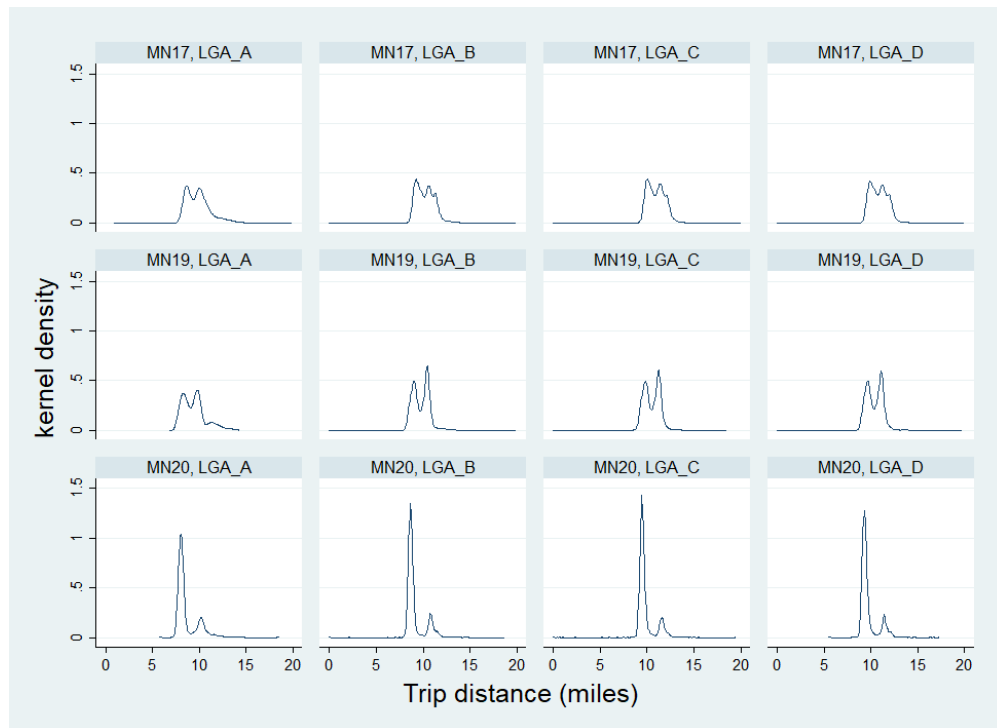 MN17, LGA_A
MN17, LGA_B
MN17, LGA_C
MN17, LGA_D
1.5
1
.5
0
MN19, LGA_A
MN19, LGA_B
MN19, LGA_C
MN19, LGA_D
1.5
1
.5
0
kernel density
MN20, LGA_A
MN20, LGA_B
MN20, LGA_C
MN20, LGA_D
1.5
1
.5
0
0 5 10 15 20 0 5 10 15 20 0 5 10 15 20 0 5 10 15 20
Trip distance (miles)